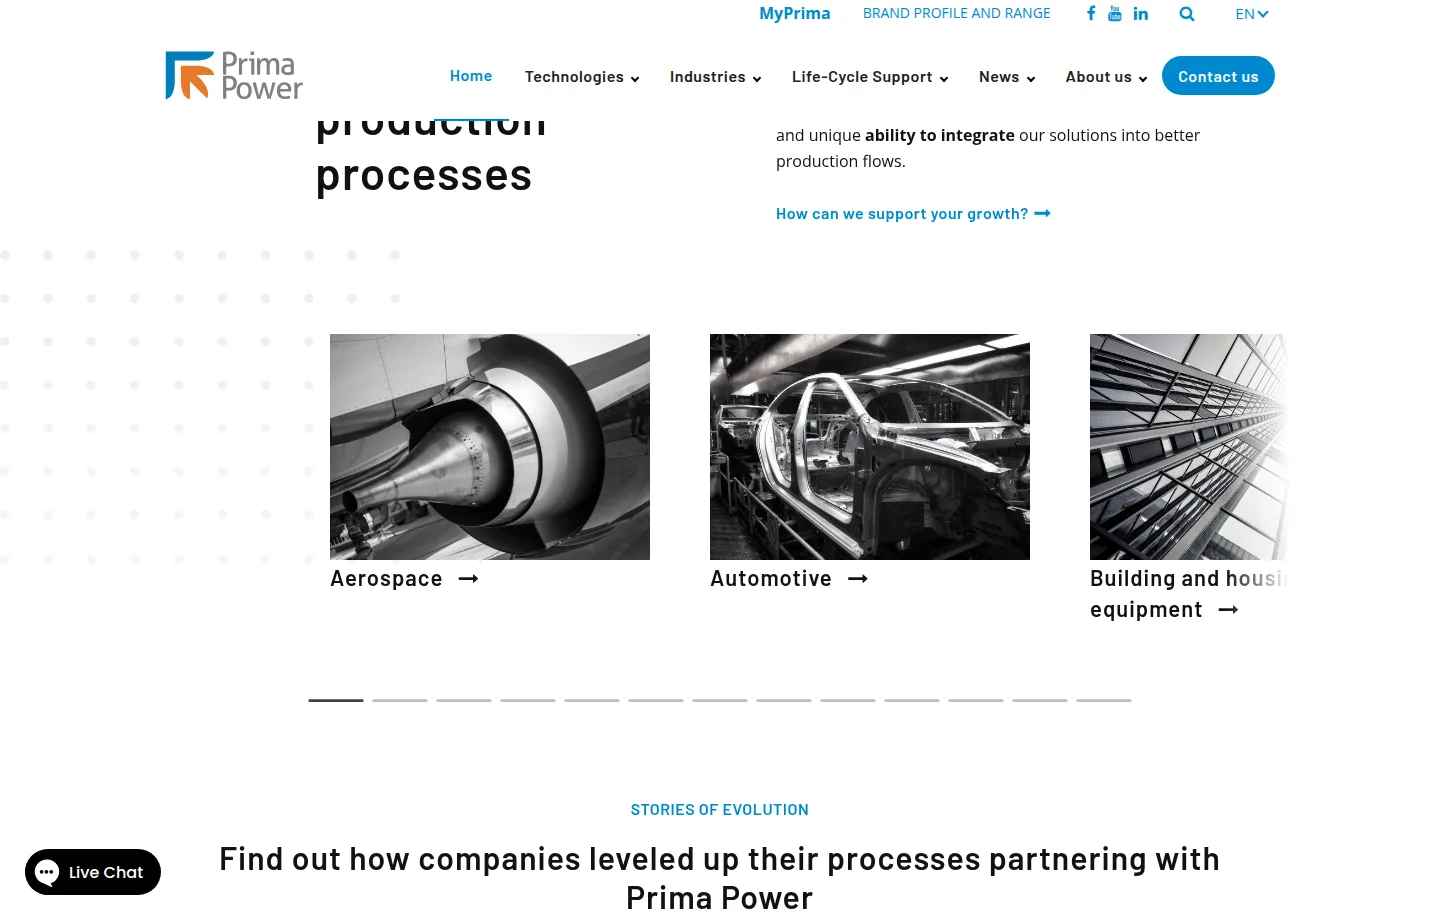 MyPrima
BRAND PROFILE AND RANGE
EN
Prima
Power
Home
Technologies
Industries
Life-Cycle Support
News
About us
Contact us
production
processes
and unique ability to integrate our solutions into better
production flows.
How can we support your growth?
Aerospace
Automotive
Building and housin
equipment
STORIES OF EVOLUTION
Find out how companies leveled up their processes partnering with
Prima Power
Live Chat